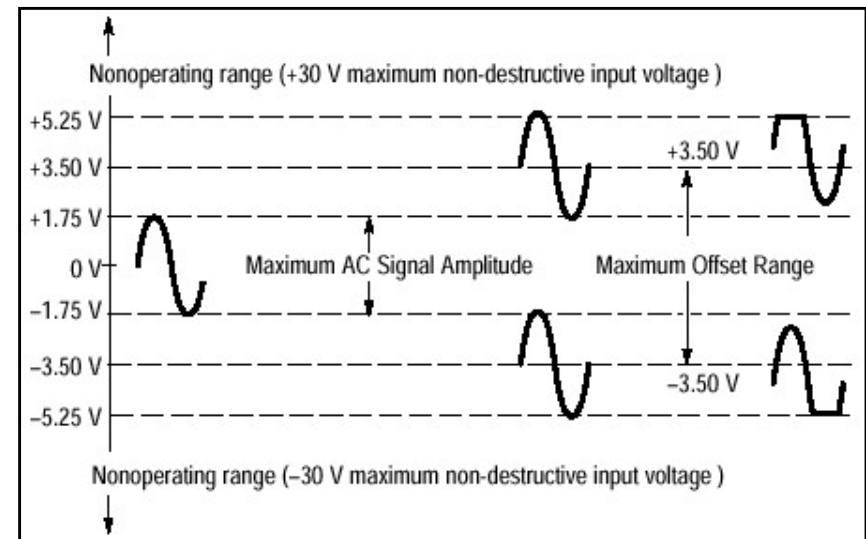 Nonoperating range (+30 V maximum non-destructive input voltage )
+5.25 V
+3.50 V
+3.50 V
+1.75 V
0 V
Maximum AC Signal Amplitude
Maximum Offset Range
–1.75 V
–3.50 V
–3.50 V
–5.25 V
Nonoperating range (–30 V maximum non-destructive input voltage )